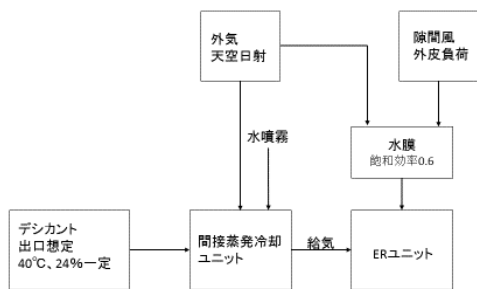 外気
天空日射
隙間風
外皮負荷
水噴霧
水膜
飽和効率0.6
デシカント
出口想定
40℃、24%一定
間接蒸発冷却
ユニット
給気
ERユニット